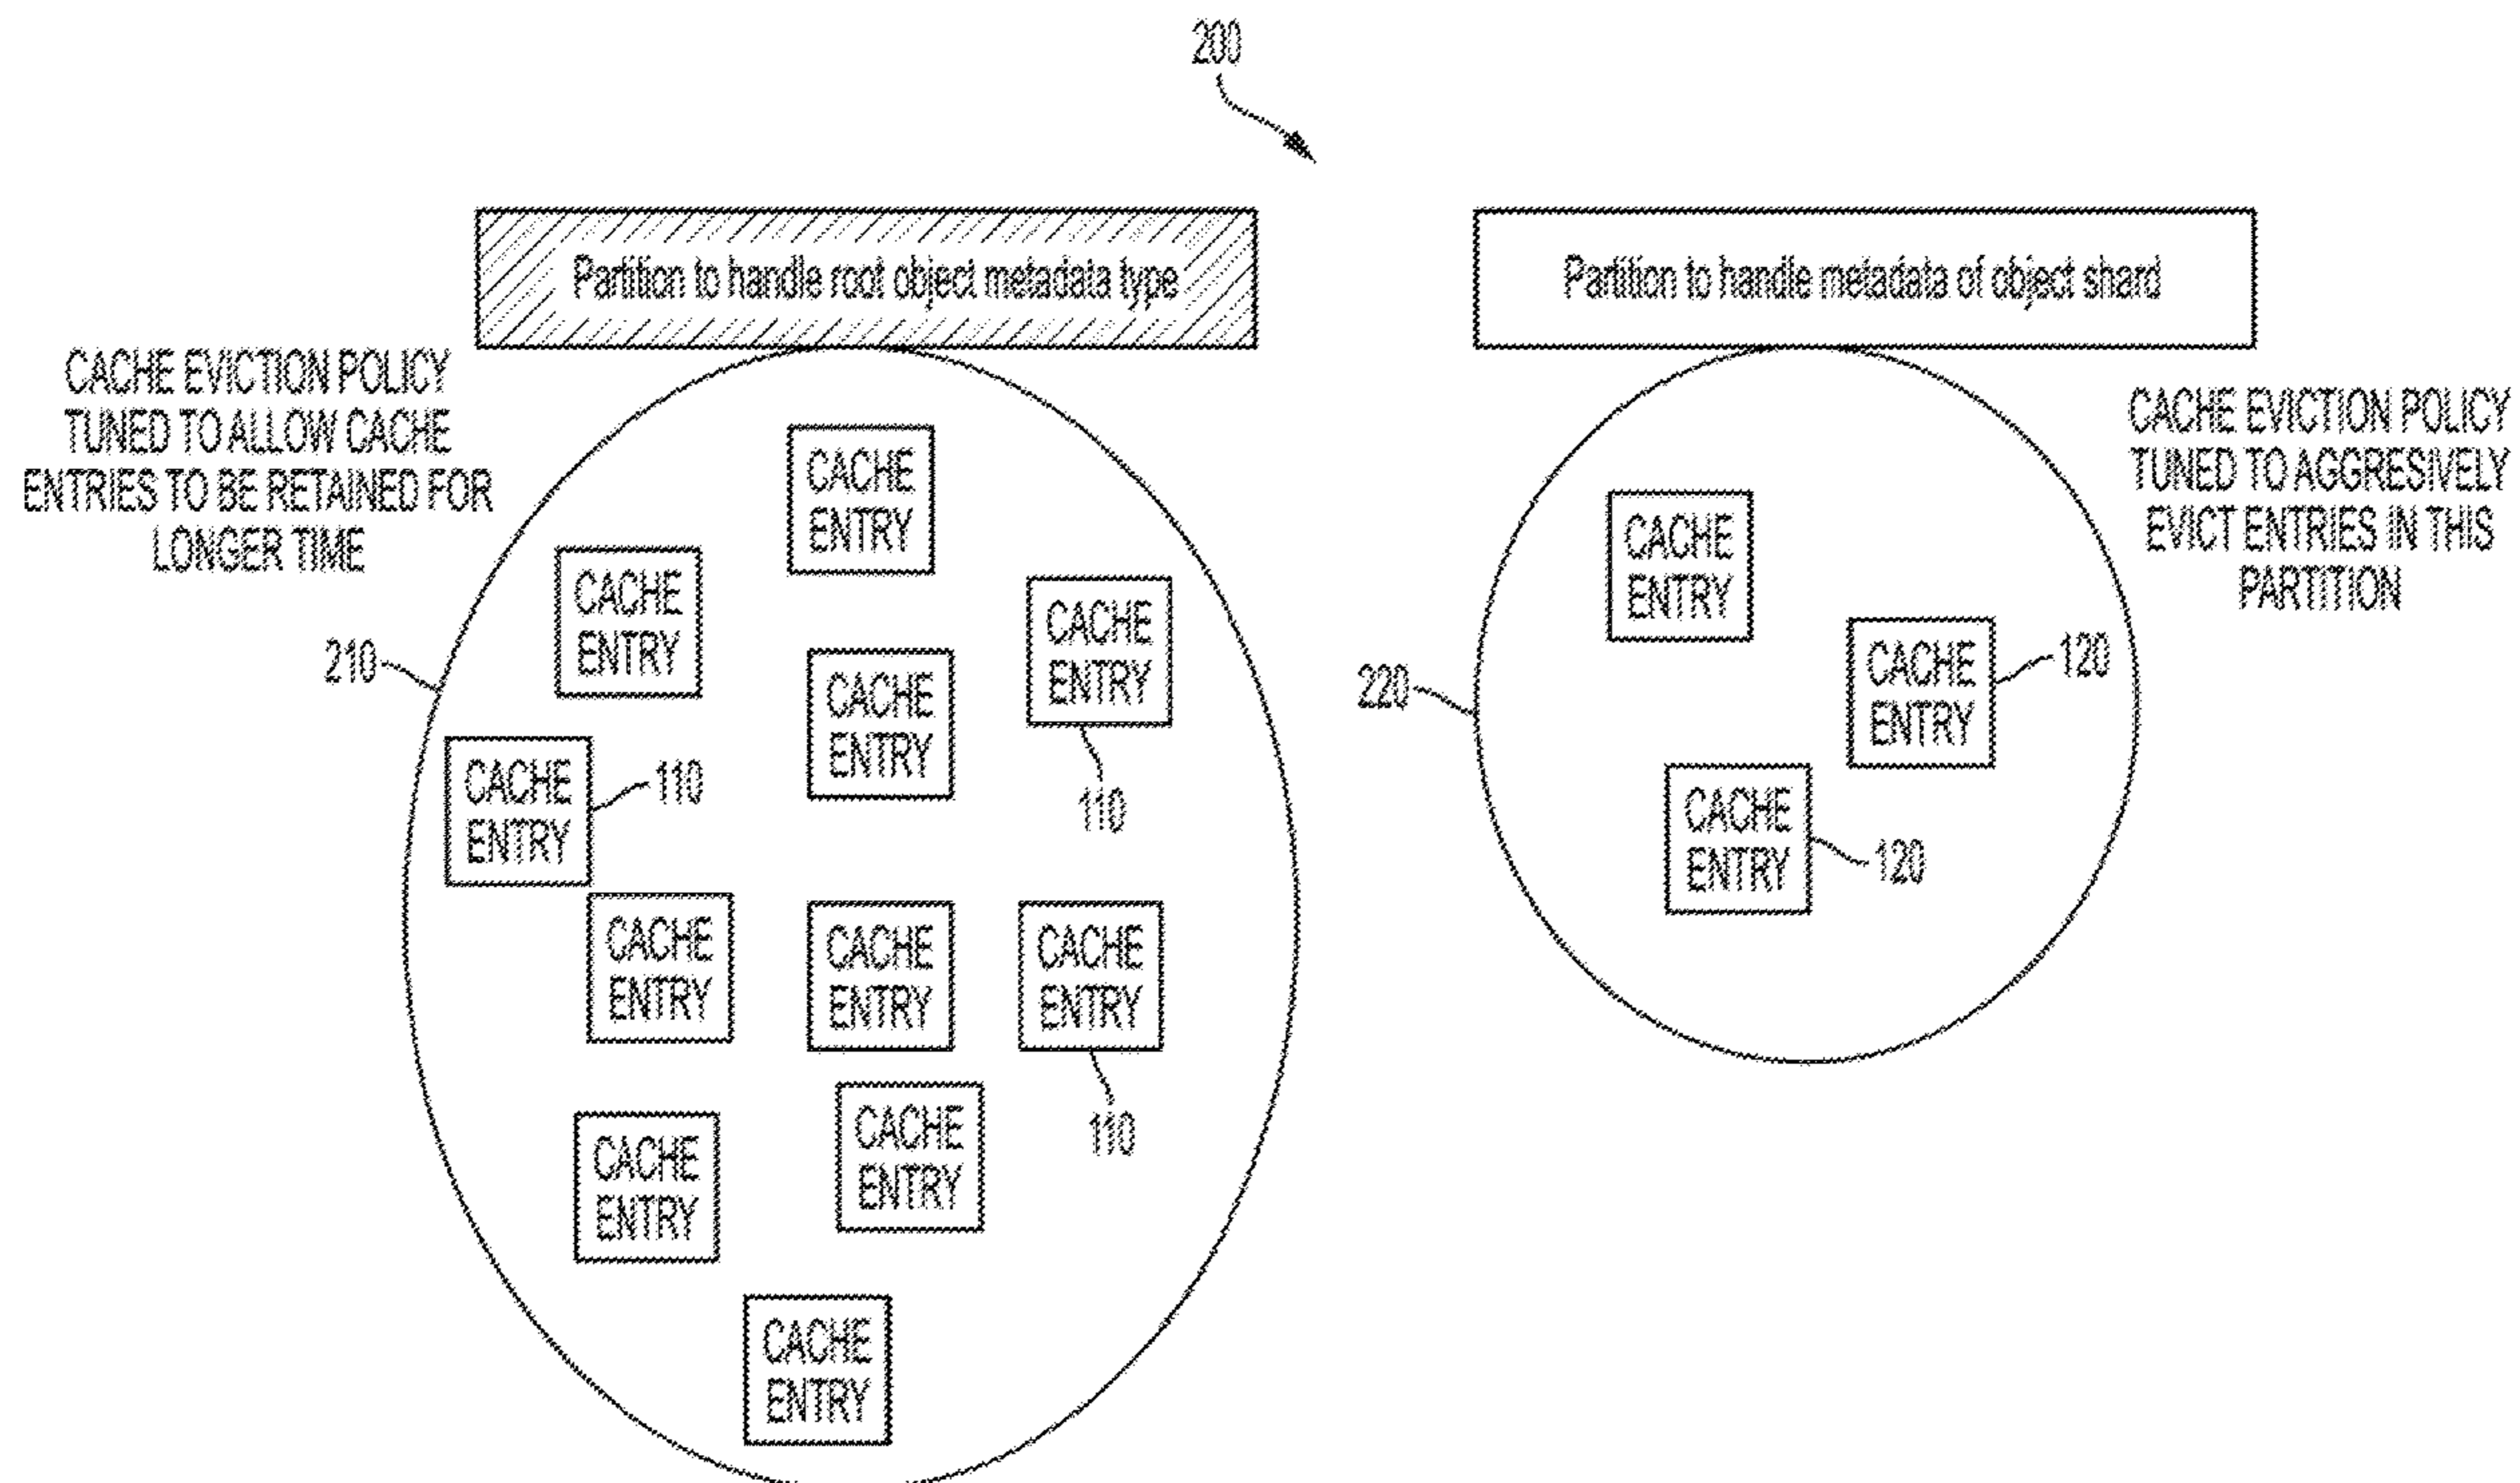 200
Partition to handle root object metadata type
Partition to handle metadata of object shard
CACHE EVICTION POLICY
TUNED TO ALLOW CACHE
ENTRIES TO BE RETAINED FOR
LONGER TIME
CACHE EVICTION POLICY
TUNED TO AGGRESIVELY
EVICT ENTRIES IN THIS
PARTITION
210
CACHE
ENTRY
CACHE
ENTRY
CACHE
ENTRY
110
CACHE
ENTRY
CACHE
ENTRY
110
CACHE
ENTRY
CACHE
ENTRY
CACHE
ENTRY
110
CACHE
ENTRY
CACHE
ENTRY
CACHE
ENTRY
220
CACHE
ENTRY
CACHE
ENTRY
120
CACHE
ENTRY
120